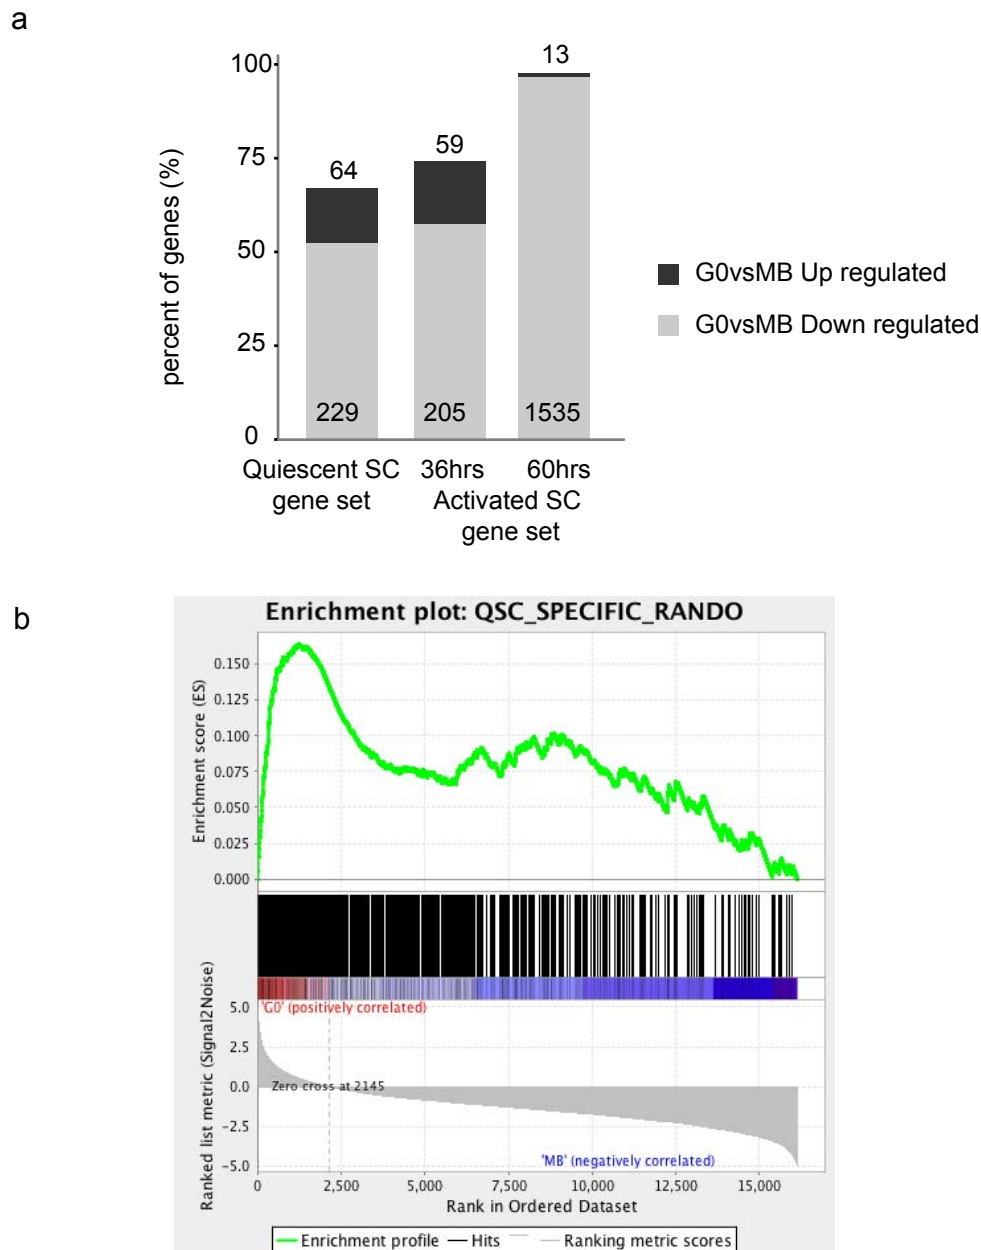 a
percent of genes (%)
100
75
50
25
0
64
59
13
229
205
1535
Quiescent SC
gene set
36hrs
60hrs
Activated SC
gene set
G0vsMB Up regulated
G0vsMB Down regulated
b
Enrichment plot: QSC_SPECIFIC_RANDO
Enrichment score (ES)
0.150
0.125
0.100
0.075
0.050
0.025
0.000
Ranked list metric (Signal2Noise)
5.0
2.5
0.0
−2.5
−5.0
'G0' (positively correlated)
Zero cross at 2145
'MB' (negatively correlated)
0
2,500
5,000
7,500
10,000
12,500
15,000
Rank in Ordered Dataset
Enrichment profile
Hits
Ranking metric scores